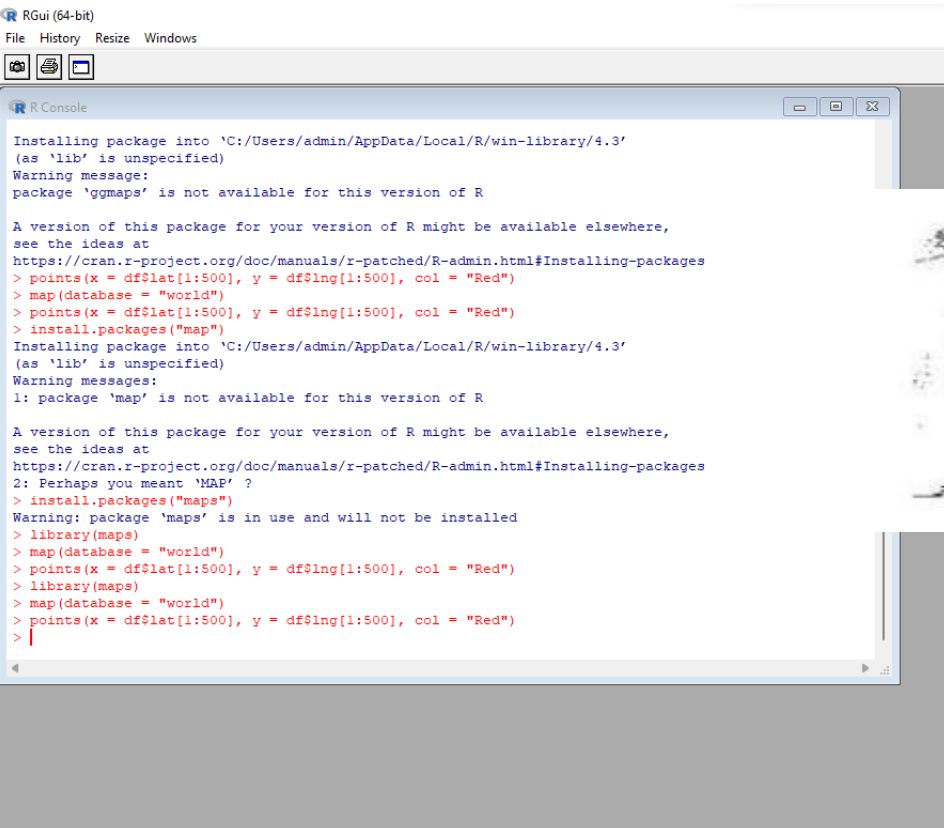 RGui (64-bit)
File History Resize Windows
R Console
Installing package into ‘C:/Users/admin/AppData/Local/R/win-library/4.3’
(as ‘lib’ is unspecified)
Warning message:
package ‘ggmaps’ is not available for this version of R
A version of this package for your version of R might be available elsewhere,
see the ideas at
https://cran.r-project.org/doc/manuals/r-patched/R-admin.html#Installing-packages
> points(x = df$lat[1:500], y = df$lng[1:500], col = "Red")
> map(database = "world")
> points(x = df$lat[1:500], y = df$lng[1:500], col = "Red")
> install.packages("map")
Installing package into ‘C:/Users/admin/AppData/Local/R/win-library/4.3’
(as ‘lib’ is unspecified)
Warning messages:
1: package ‘map’ is not available for this version of R
A version of this package for your version of R might be available elsewhere,
see the ideas at
https://cran.r-project.org/doc/manuals/r-patched/R-admin.html#Installing-packages
2: Perhaps you meant ‘MAP’ ?
> install.packages("maps")
Warning: package ‘maps’ is in use and will not be installed
> library(maps)
> map(database = "world")
> points(x = df$lat[1:500], y = df$lng[1:500], col = "Red")
> library(maps)
> map(database = "world")
> points(x = df$lat[1:500], y = df$lng[1:500], col = "Red")
>